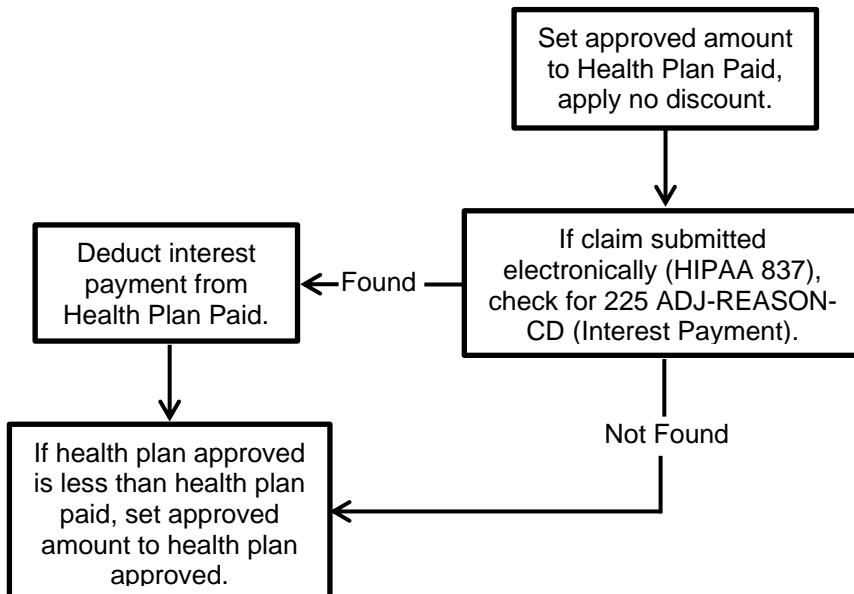 Set approved amount
to Health Plan Paid,
apply no discount.
If claim submitted
electronically (HIPAA 837),
check for 225 ADJ-REASON-
CD (Interest Payment).
Found
Deduct interest
payment from
Health Plan Paid.
Not Found
If health plan approved
is less than health plan
paid, set approved
amount to health plan
approved.